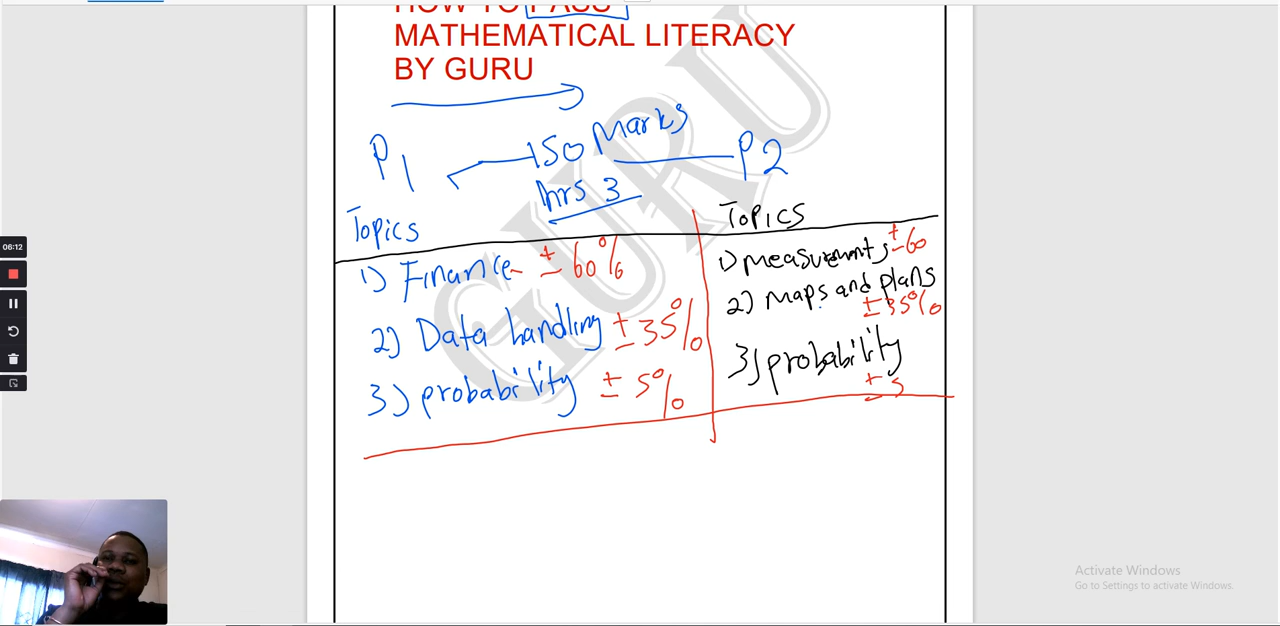 HOW TO PASS
MATHEMATICAL LITERACY
BY GURU
GURU
P1
150 Marks
P2
hrs 3
Topics
1) Finance - ± 60%
2) Data handling ± 35%
3) probability ± 5%
TOPICS
1) measurements ± 60
2) maps and plans
± 35%
3) probability
± 5
06:12
Activate Windows
Go to Settings to activate Windows.